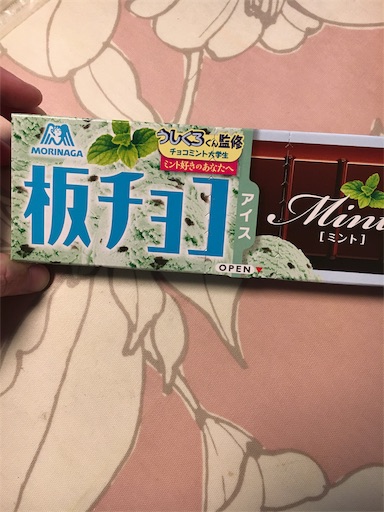 MORINAGA
うしくろくん監修
チョコミント大学生
ミント好きのあなたへ
板チョコ
アイス
Mint
[ミント]
OPEN